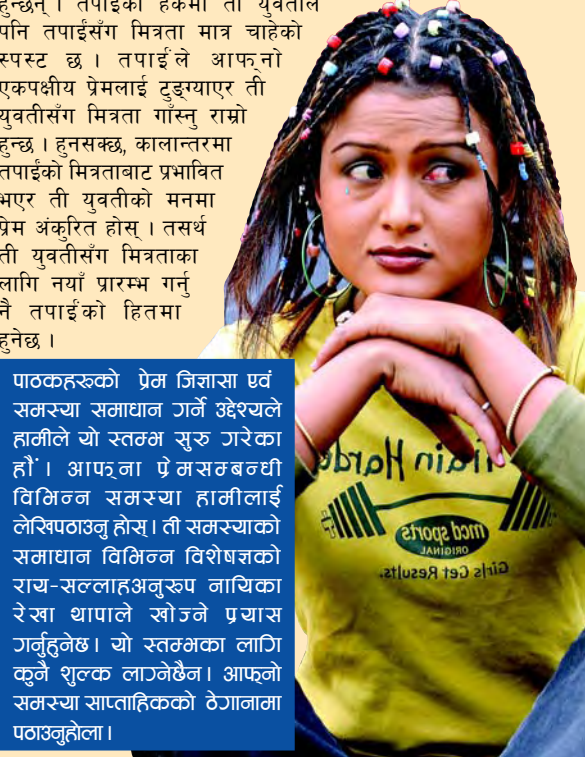 हुन्छन् । तपाईंको हकमा ती युवतीले
पनि तपाईंसँग मित्रता मात्र चाहेको
स्पस्ट छ । तपाईंले आफ्नो
एकपक्षीय प्रेमलाई टुङ्ग्याएर ती
युवतीसँग मित्रता गाँस्नु राम्रो
हुन्छ । हुनसक्छ, कालान्तरमा
तपाईंको मित्रताबाट प्रभावित
भएर ती युवतीको मनमा
प्रेम अंकुरित होस् । तसर्थ
ती युवतीसँग मित्रताका
लागि नयाँ प्रारम्भ गर्नु
नै तपाईंको हितमा
हुनेछ ।
पाठकहरुको प्रेम जिज्ञासा एवं
समस्या समाधान गर्ने उद्देश्यले
हामीले यो स्तम्भ सुरु गरेका
हौं । आफ्ना प्रेमसम्बन्धी
विभिन्न समस्या हामीलाई
लेखिपठाउनु होस् । ती समस्याको
समाधान विभिन्न विशेषज्ञको
राय-सल्लाहअनुरुप नायिका
रेखा थापाले खोज्ने प्रयास
गर्नुहुनेछ । यो स्तम्भका लागि
कुनै शुल्क लाग्नेछैन । आफ्नो
समस्या साप्ताहिकको ठेगानामा
पठाउनुहोला ।
Train Harder
mcd sports
ORIGINAL
Girls Get Results.